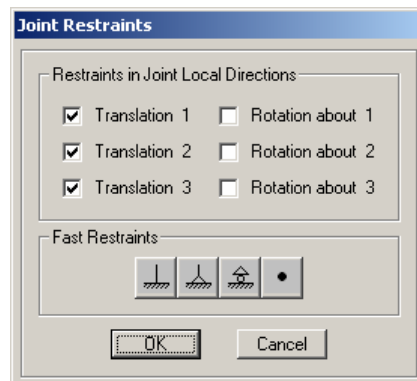 Joint Restraints
Restraints in Joint Local Directions
Translation 1 Rotation about 1
Translation 2 Rotation about 2
Translation 3 Rotation about 3
Fast Restraints
OK Cancel